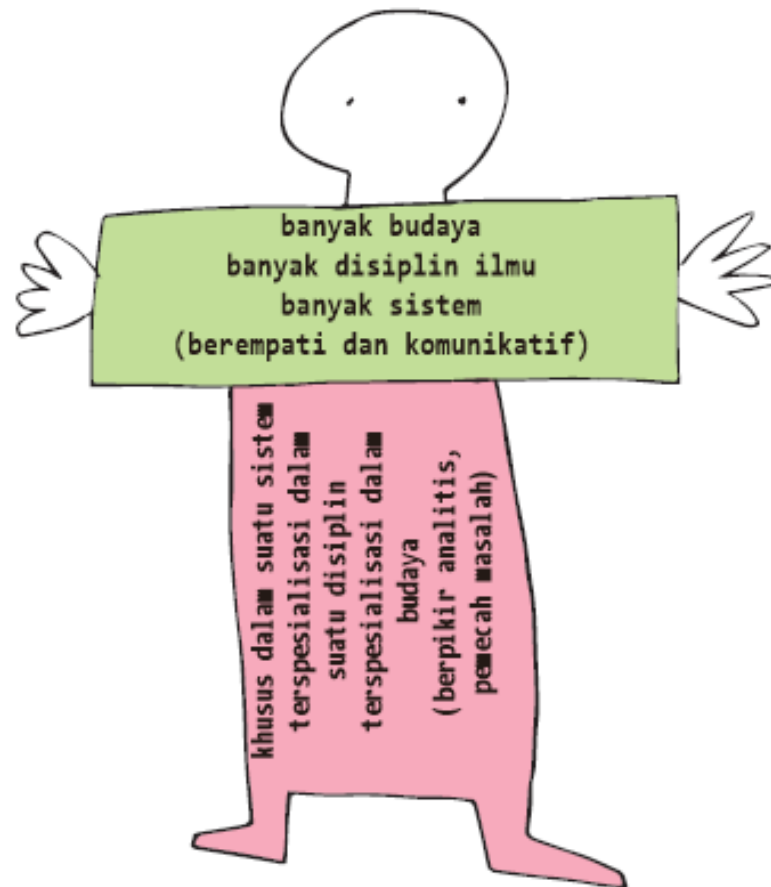 banyak budaya
banyak disiplin ilmu
banyak sistem
(berempati dan komunikatif)
khusus dalam suatu sistem
terspesialisasi dalam
suatu disiplin
terspesialisasi dalam
budaya
(berpikir analitis,
pemecah masalah)